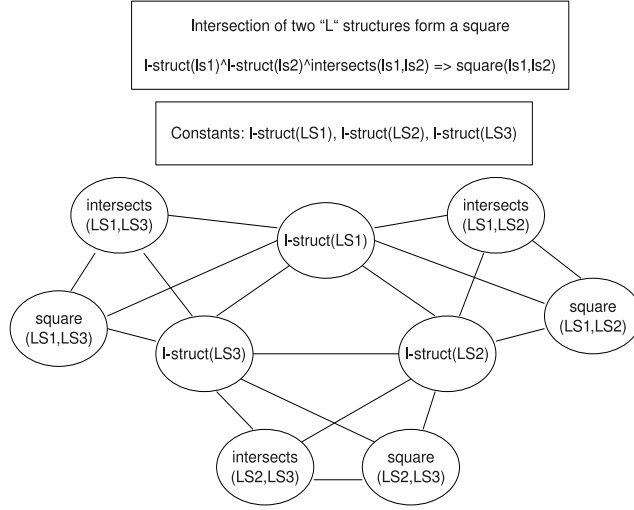 Intersection of two "L" structures form a square
l-struct(ls1)^l-struct(ls2)^intersects(ls1,ls2) => square(ls1,ls2)
Constants: l-struct(LS1), l-struct(LS2), l-struct(LS3)
intersects
(LS1,LS3)
intersects
(LS1,LS2)
l-struct(LS1)
square
(LS1,LS3)
square
(LS1,LS2)
l-struct(LS3)
l-struct(LS2)
intersects
(LS2,LS3)
square
(LS2,LS3)